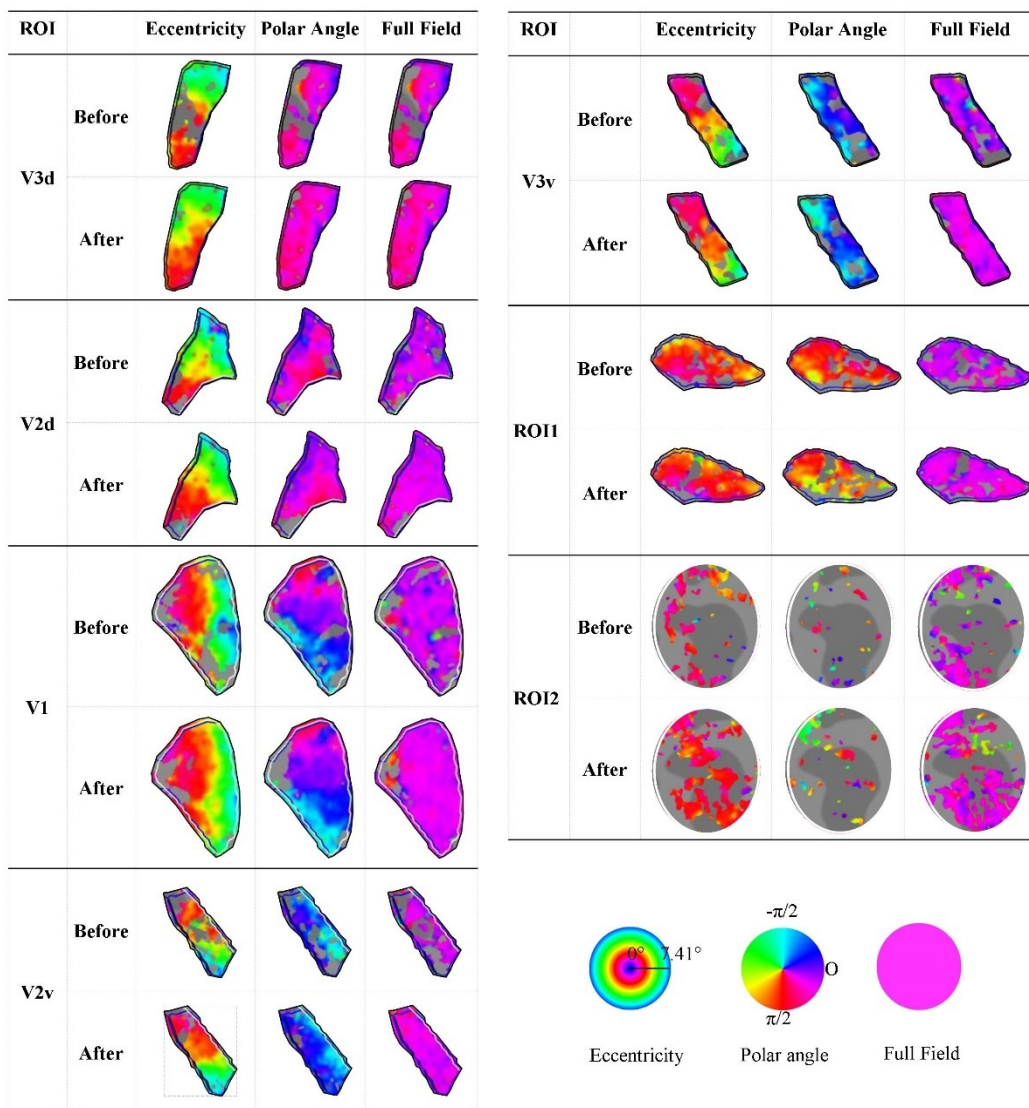 ROI Eccentricity Polar Angle Full Field
Before
V3d
After
Before
V2d
After
Before
V1
After
Before
V2v
After
ROI Eccentricity Polar Angle Full Field
Before
V3v
After
Before
ROI1
After
Before
ROI2
After
-π/2
0° 7.41° O
π/2
Eccentricity Polar angle Full Field